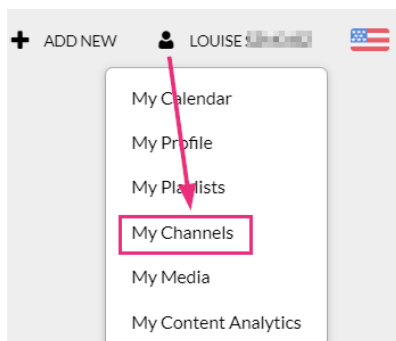 ADD NEW LOUISE
My Calendar
My Profile
My Playlists
My Channels
My Media
My Content Analytics